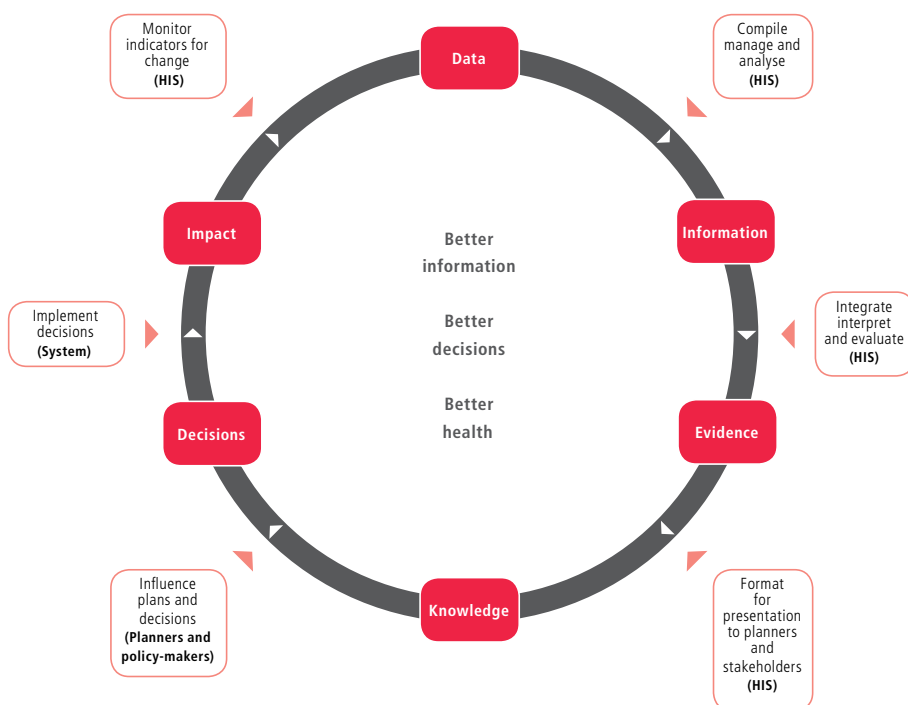 Monitor
indicators for
change
(HIS)
Data
Compile
manage and
analyse
(HIS)
Impact
Information
Better
information
Better
decisions
Better
health
Implement
decisions
(System)
Integrate
interpret
and evaluate
(HIS)
Decisions
Evidence
Influence
plans and
decisions
(Planners and
policy-makers)
Knowledge
Format
for
presentation
to planners
and
stakeholders
(HIS)